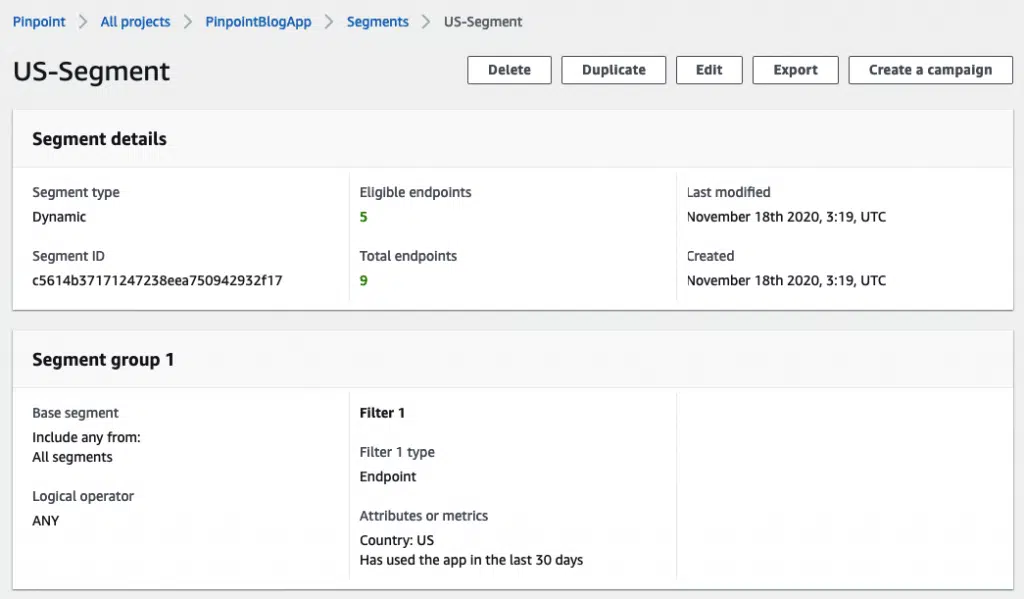 Pinpoint > All projects > PinpointBlogApp > Segments > US-Segment
US-Segment
Delete Duplicate Edit Export Create a campaign
Segment details
Segment type
Dynamic
Segment ID
c5614b37171247238eea750942932f17
Eligible endpoints
5
Total endpoints
9
Last modified
November 18th 2020, 3:19, UTC
Created
November 18th 2020, 3:19, UTC
Segment group 1
Base segment
Include any from:
All segments
Logical operator
ANY
Filter 1
Filter 1 type
Endpoint
Attributes or metrics
Country: US
Has used the app in the last 30 days